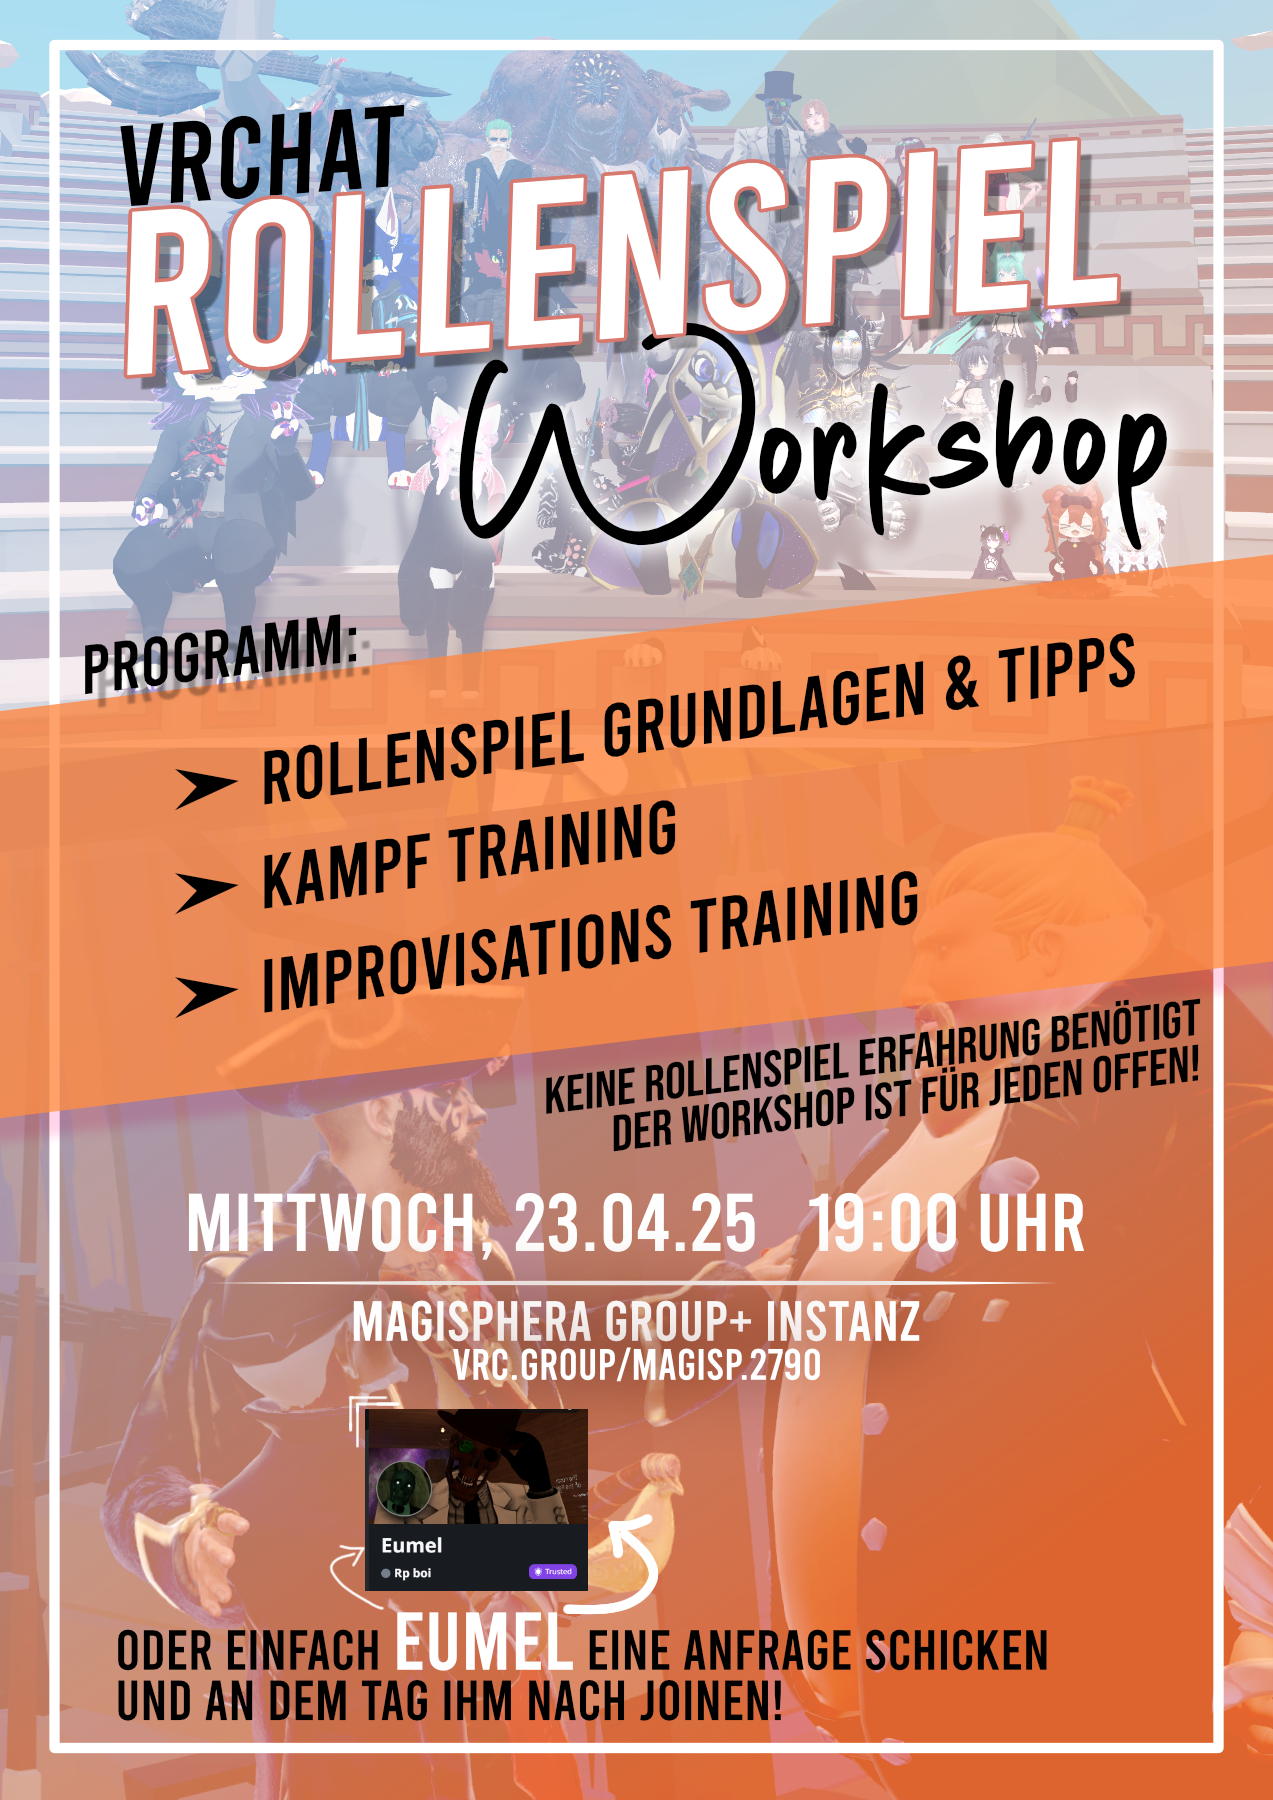 VRCHAT
ROLLENSPIEL
Workshop
PROGRAMM:
➤ ROLLENSPIEL GRUNDLAGEN & TIPPS
➤ KAMPF TRAINING
➤ IMPROVISATIONS TRAINING
KEINE ROLLENSPIEL ERFAHRUNG BENÖTIGT
DER WORKSHOP IST FÜR JEDEN OFFEN!
MITTWOCH, 23.04.25 19:00 UHR
MAGISPHERA GROUP+ INSTANZ
VRC.GROUP/MAGISP.2790
Eumel
Rp boi Trusted
ODER EINFACH EUMEL EINE ANFRAGE SCHICKEN
UND AN DEM TAG IHM NACH JOINEN!